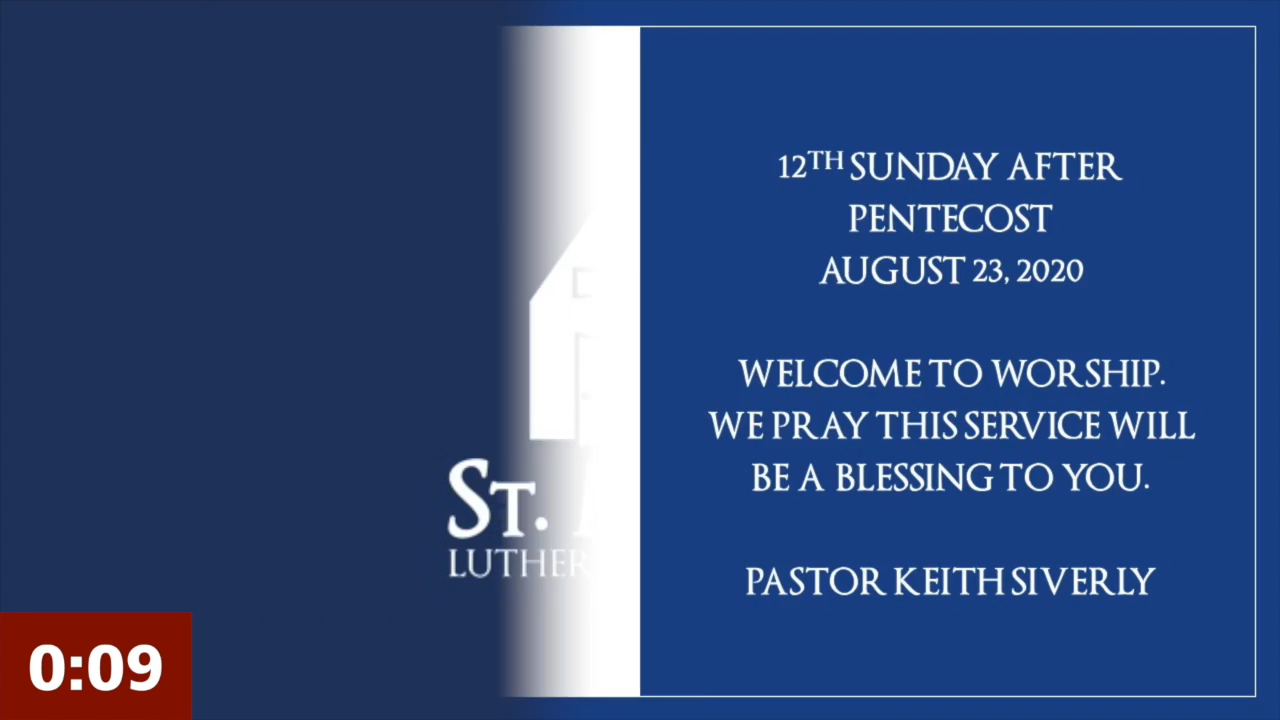 12TH SUNDAY AFTER
PENTECOST
AUGUST 23, 2020
WELCOME TO WORSHIP.
WE PRAY THIS SERVICE WILL
BE A BLESSING TO YOU.
PASTOR KEITH SIVERLY
ST.
0:09